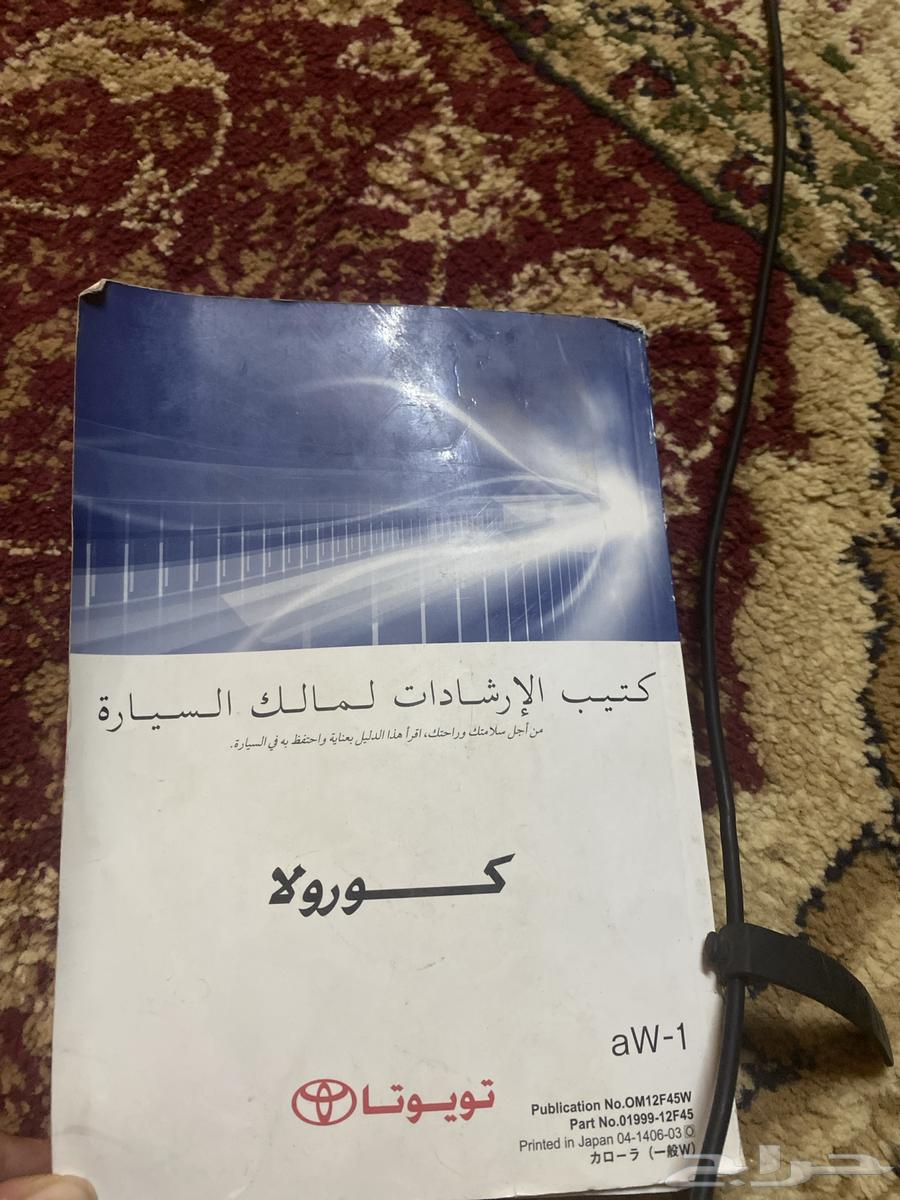 كتيب الإرشادات لمالك السيارة
من أجل سلامتك وراحتك، اقرأ هذا الدليل بعناية واحتفظ به في السيارة.
كورولا
aW-1
تويوتا
Publication No.OM12F45W
Part No.01999-12F45
Printed in Japan 04-1406-03 O
カローラ (一般W)
حراج